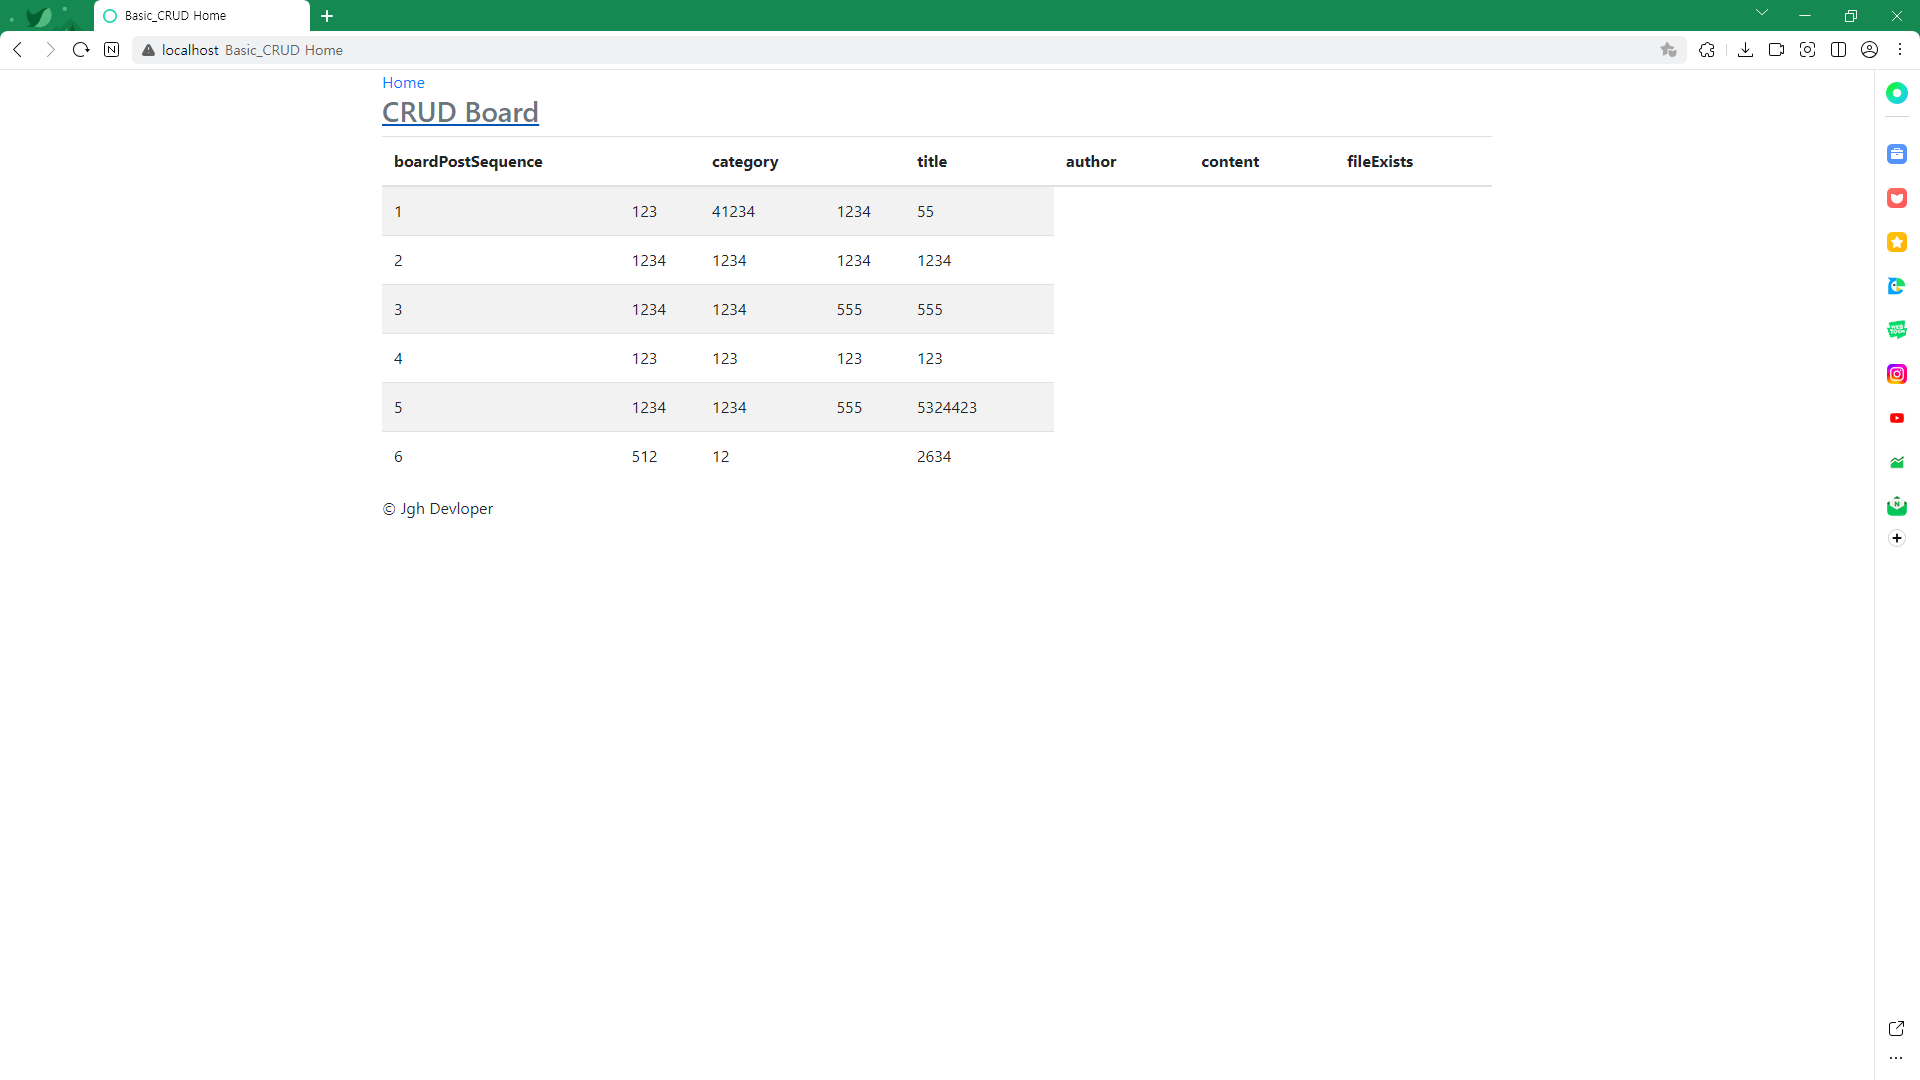 Basic_CRUD Home
localhost Basic_CRUD Home
Home
CRUD Board
boardPostSequence category title author content fileExists
1 123 41234 1234 55
2 1234 1234 1234 1234
3 1234 1234 555 555
4 123 123 123 123
5 1234 1234 555 5324423
6 512 12 2634
© Jgh Devloper